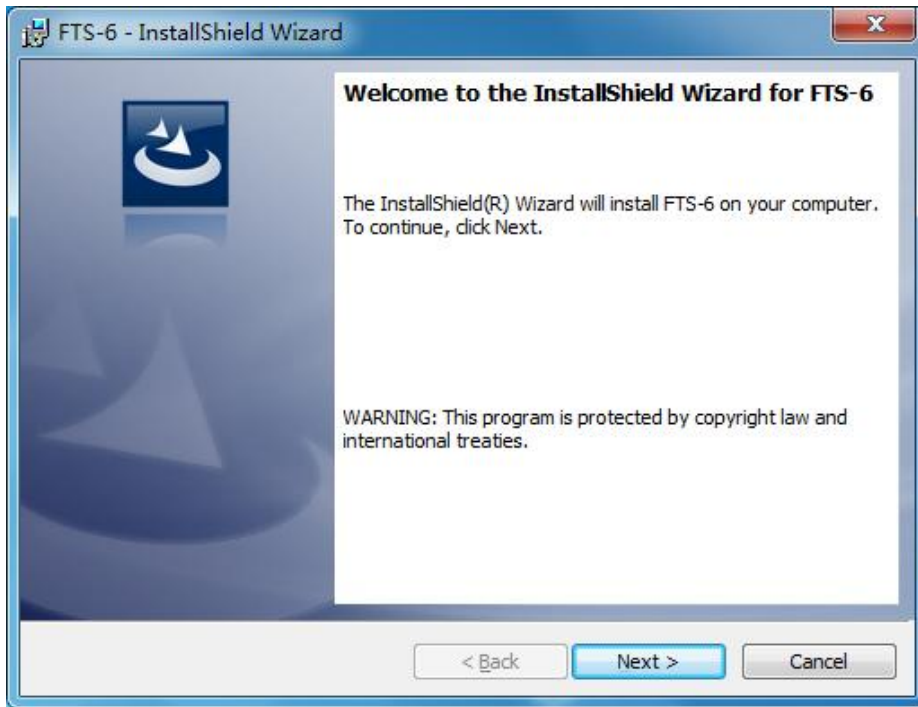 FTS-6 - InstallShield Wizard
Welcome to the InstallShield Wizard for FTS-6
The InstallShield(R) Wizard will install FTS-6 on your computer.
To continue, click Next.
WARNING: This program is protected by copyright law and
international treaties.
< Back
Next >
Cancel